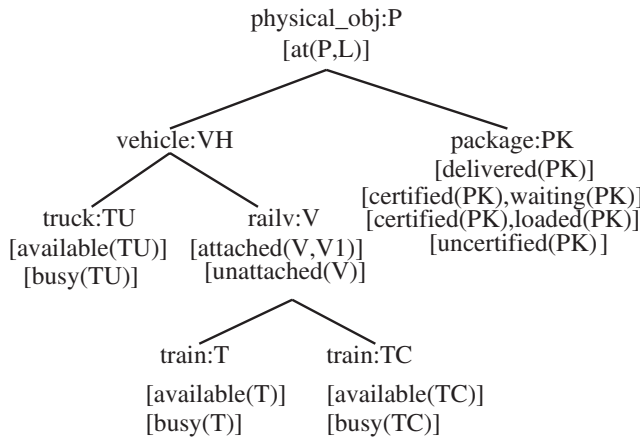 physical_obj:P
[at(P,L)]
vehicle:VH
package:PK
[delivered(PK)]
[certified(PK),waiting(PK)]
[certified(PK),loaded(PK)]
[uncertified(PK)]
truck:TU
[available(TU)]
[busy(TU)]
railv:V
[attached(V,V1)]
[unattached(V)]
train:T
[available(T)]
[busy(T)]
train:TC
[available(TC)]
[busy(TC)]